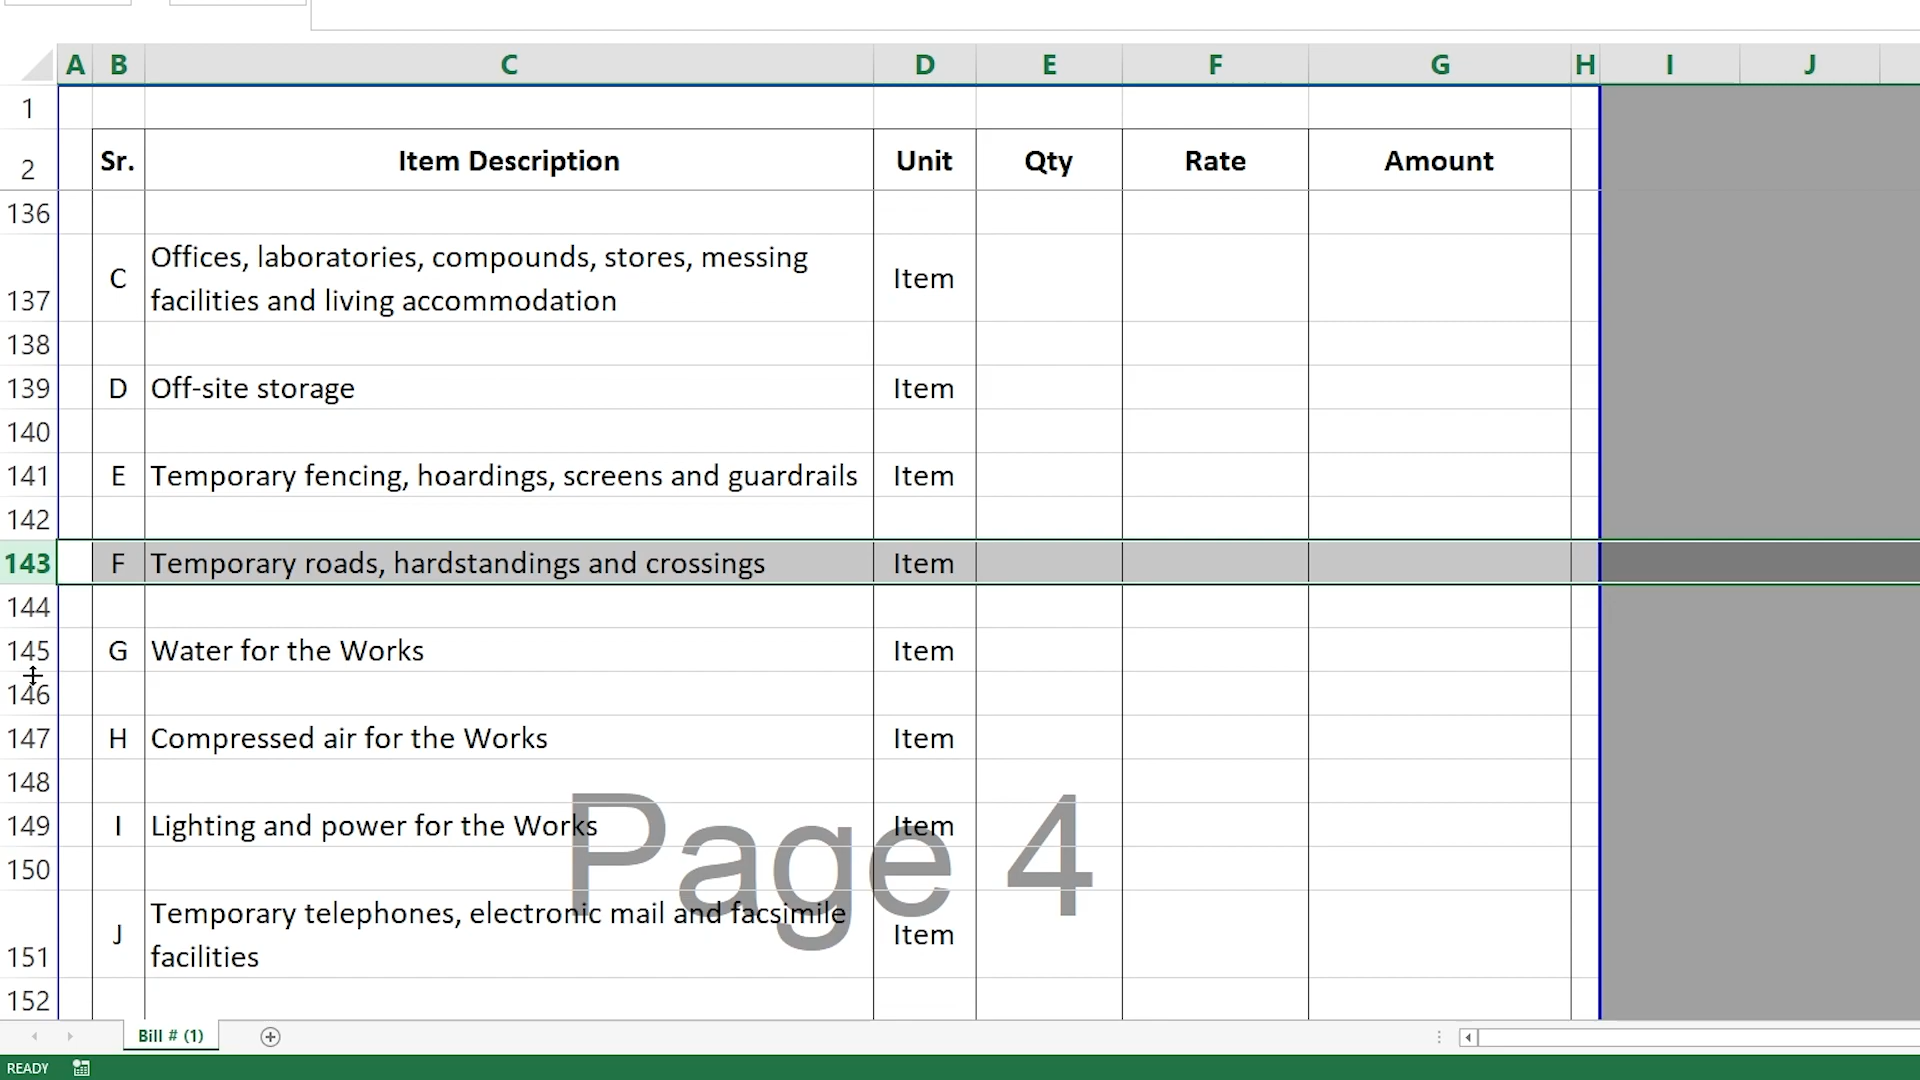 A B C D E F G H I J
1
2 Sr. Item Description Unit Qty Rate Amount
136
137 C Offices, laboratories, compounds, stores, messing
facilities and living accommodation Item
138
139 D Off-site storage Item
140
141 E Temporary fencing, hoardings, screens and guardrails Item
142
143 F Temporary roads, hardstandings and crossings Item
144
145 G Water for the Works Item
146
147 H Compressed air for the Works Item
148
149 I Lighting and power for the Works Item
Page 4
150
151 J Temporary telephones, electronic mail and facsimile
facilities Item
152
Bill # (1)
READY